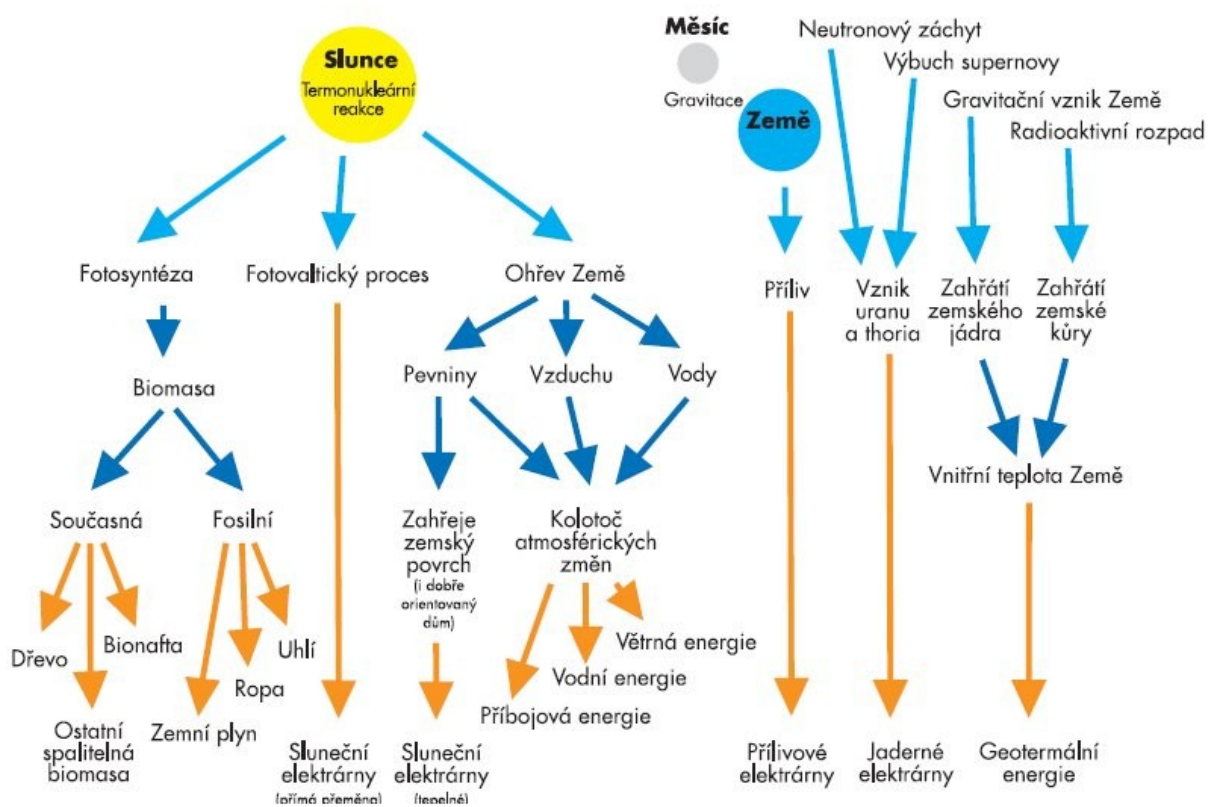 Slunce
Termonukleární
reakce
Měsíc
Gravitace
Země
Neutronový záchyt
Výbuch supernovy
Gravitační vznik Země
Radioaktivní rozpad
Fotosyntéza
Fotovaltický proces
Ohřev Země
Příliv
Vznik
uranu
a thoria
Zahřátí
zemského
jádra
Zahřátí
zemské
kůry
Biomasa
Pevniny
Vzduchu
Vody
Vnitřní teplota Země
Současná
Fosilní
Zahřeje
zemský
povrch
(i dobře
orientovaný
dům)
Kolotoč
atmosférických
změn
Dřevo
Bionafta
Uhlí
Ropa
Větrná energie
Vodní energie
Příbojová energie
Ostatní
spalitelná
biomasa
Zemní plyn
Sluneční
elektrárny
(přímá přeměna)
Sluneční
elektrárny
(tepelné)
Přílivové
elektrárny
Jaderné
elektrárny
Geotermální
energie